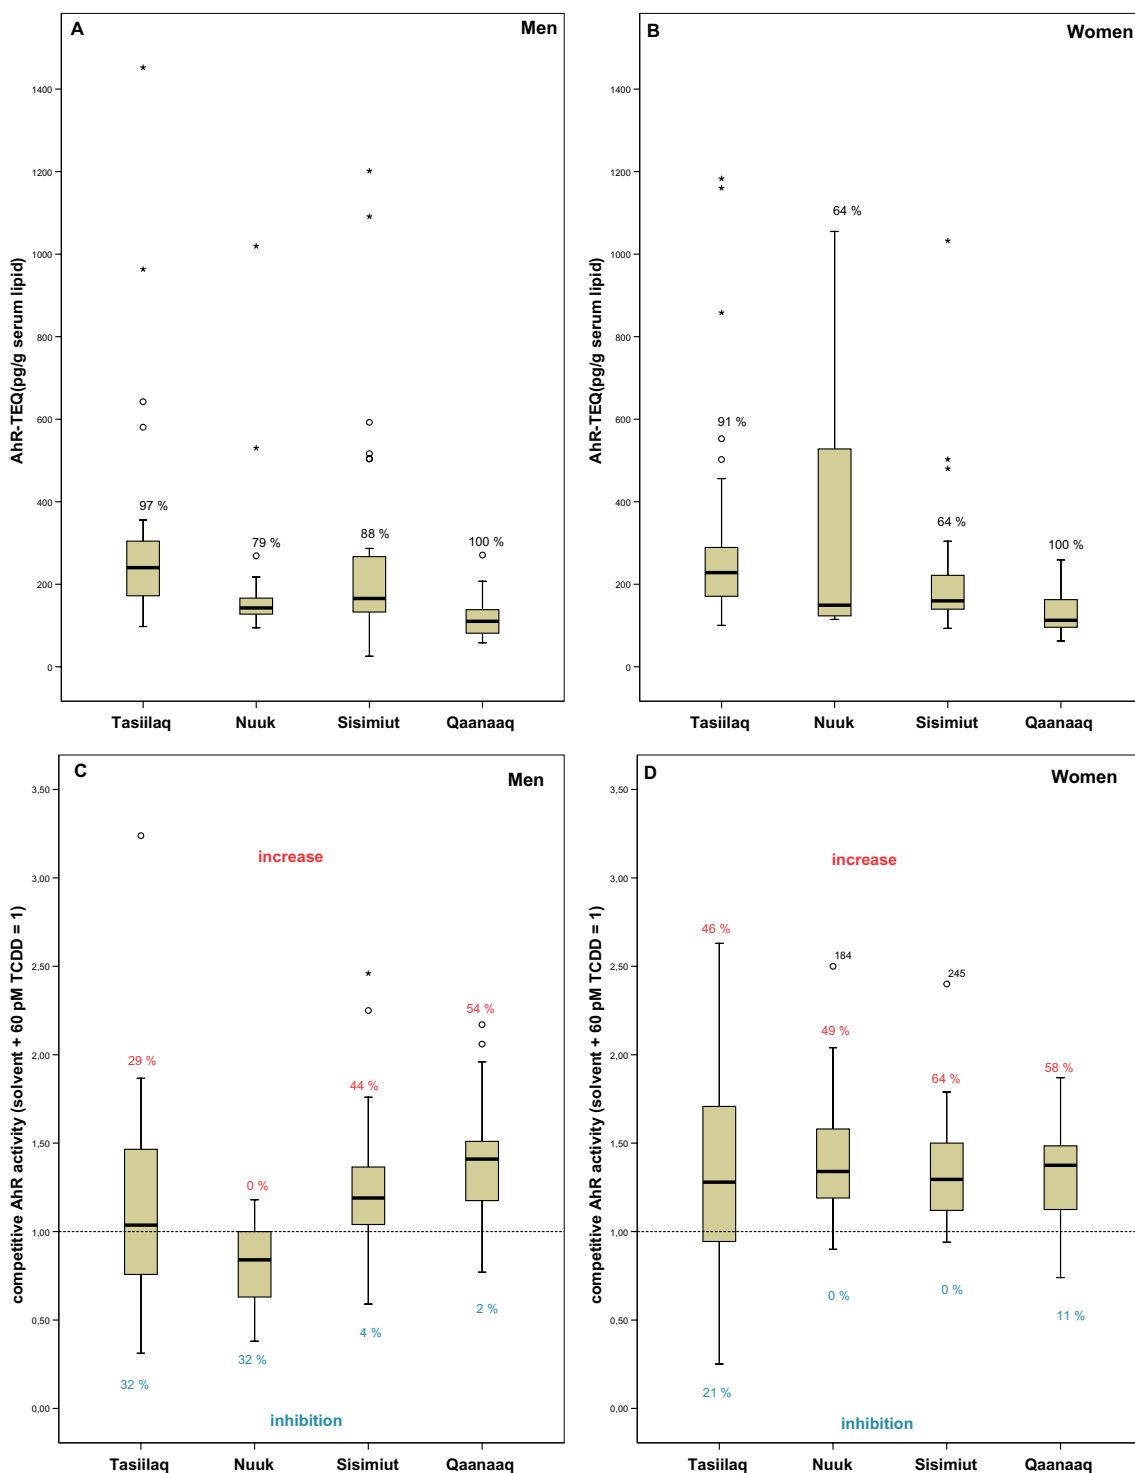 A
Men
AhR-TEQ(pg/g serum lipid)
1400
1200
1000
800
600
400
200
0
97 %
79 %
88 %
100 %
Tasiilaq Nuuk Sisimiut Qaanaaq
B
Women
AhR-TEQ(pg/g serum lipid)
1400
1200
1000
800
600
400
200
0
91 %
64 %
64 %
100 %
Tasiilaq Nuuk Sisimiut Qaanaaq
C
Men
competitive AhR activity (solvent + 60 pM TCDD = 1)
3,50
3,00
2,50
2,00
1,50
1,00
0,50
0,00
increase
29 %
0 %
44 %
54 %
32 %
32 %
4 %
2 %
inhibition
Tasiilaq Nuuk Sisimiut Qaanaaq
D
Women
competitive AhR activity (solvent + 60 pM TCDD = 1)
3,50
3,00
2,50
2,00
1,50
1,00
0,50
0,00
increase
46 %
184
49 %
245
64 %
58 %
21 %
0 %
0 %
11 %
inhibition
Tasiilaq Nuuk Sisimiut Qaanaaq